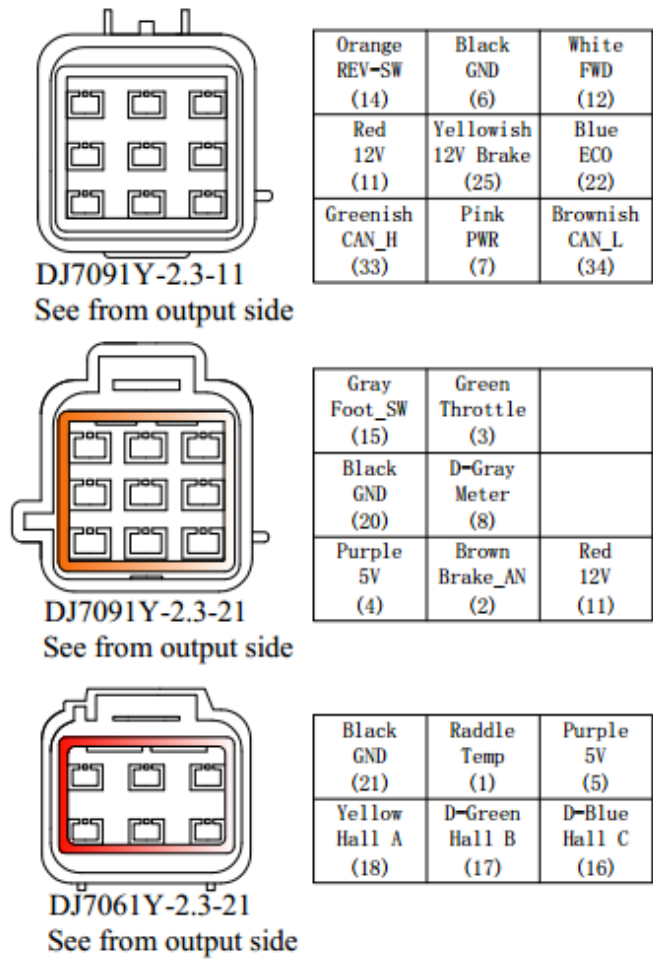 Orange Black White
REV-SW GND FWD
(14) (6) (12)
Red Yellowish Blue
12V 12V Brake ECO
(11) (25) (22)
Greenish Pink Brownish
CAN_H PWR CAN_L
(33) (7) (34)
DJ7091Y-2.3-11
See from output side
Gray Green
Foot_SW Throttle
(15) (3)
Black D-Gray
GND Meter
(20) (8)
Purple Brown Red
5V Brake_AN 12V
(4) (2) (11)
DJ7091Y-2.3-21
See from output side
Black Raddle Purple
GND Temp 5V
(21) (1) (5)
Yellow D-Green D-Blue
Hall A Hall B Hall C
(18) (17) (16)
DJ7061Y-2.3-21
See from output side